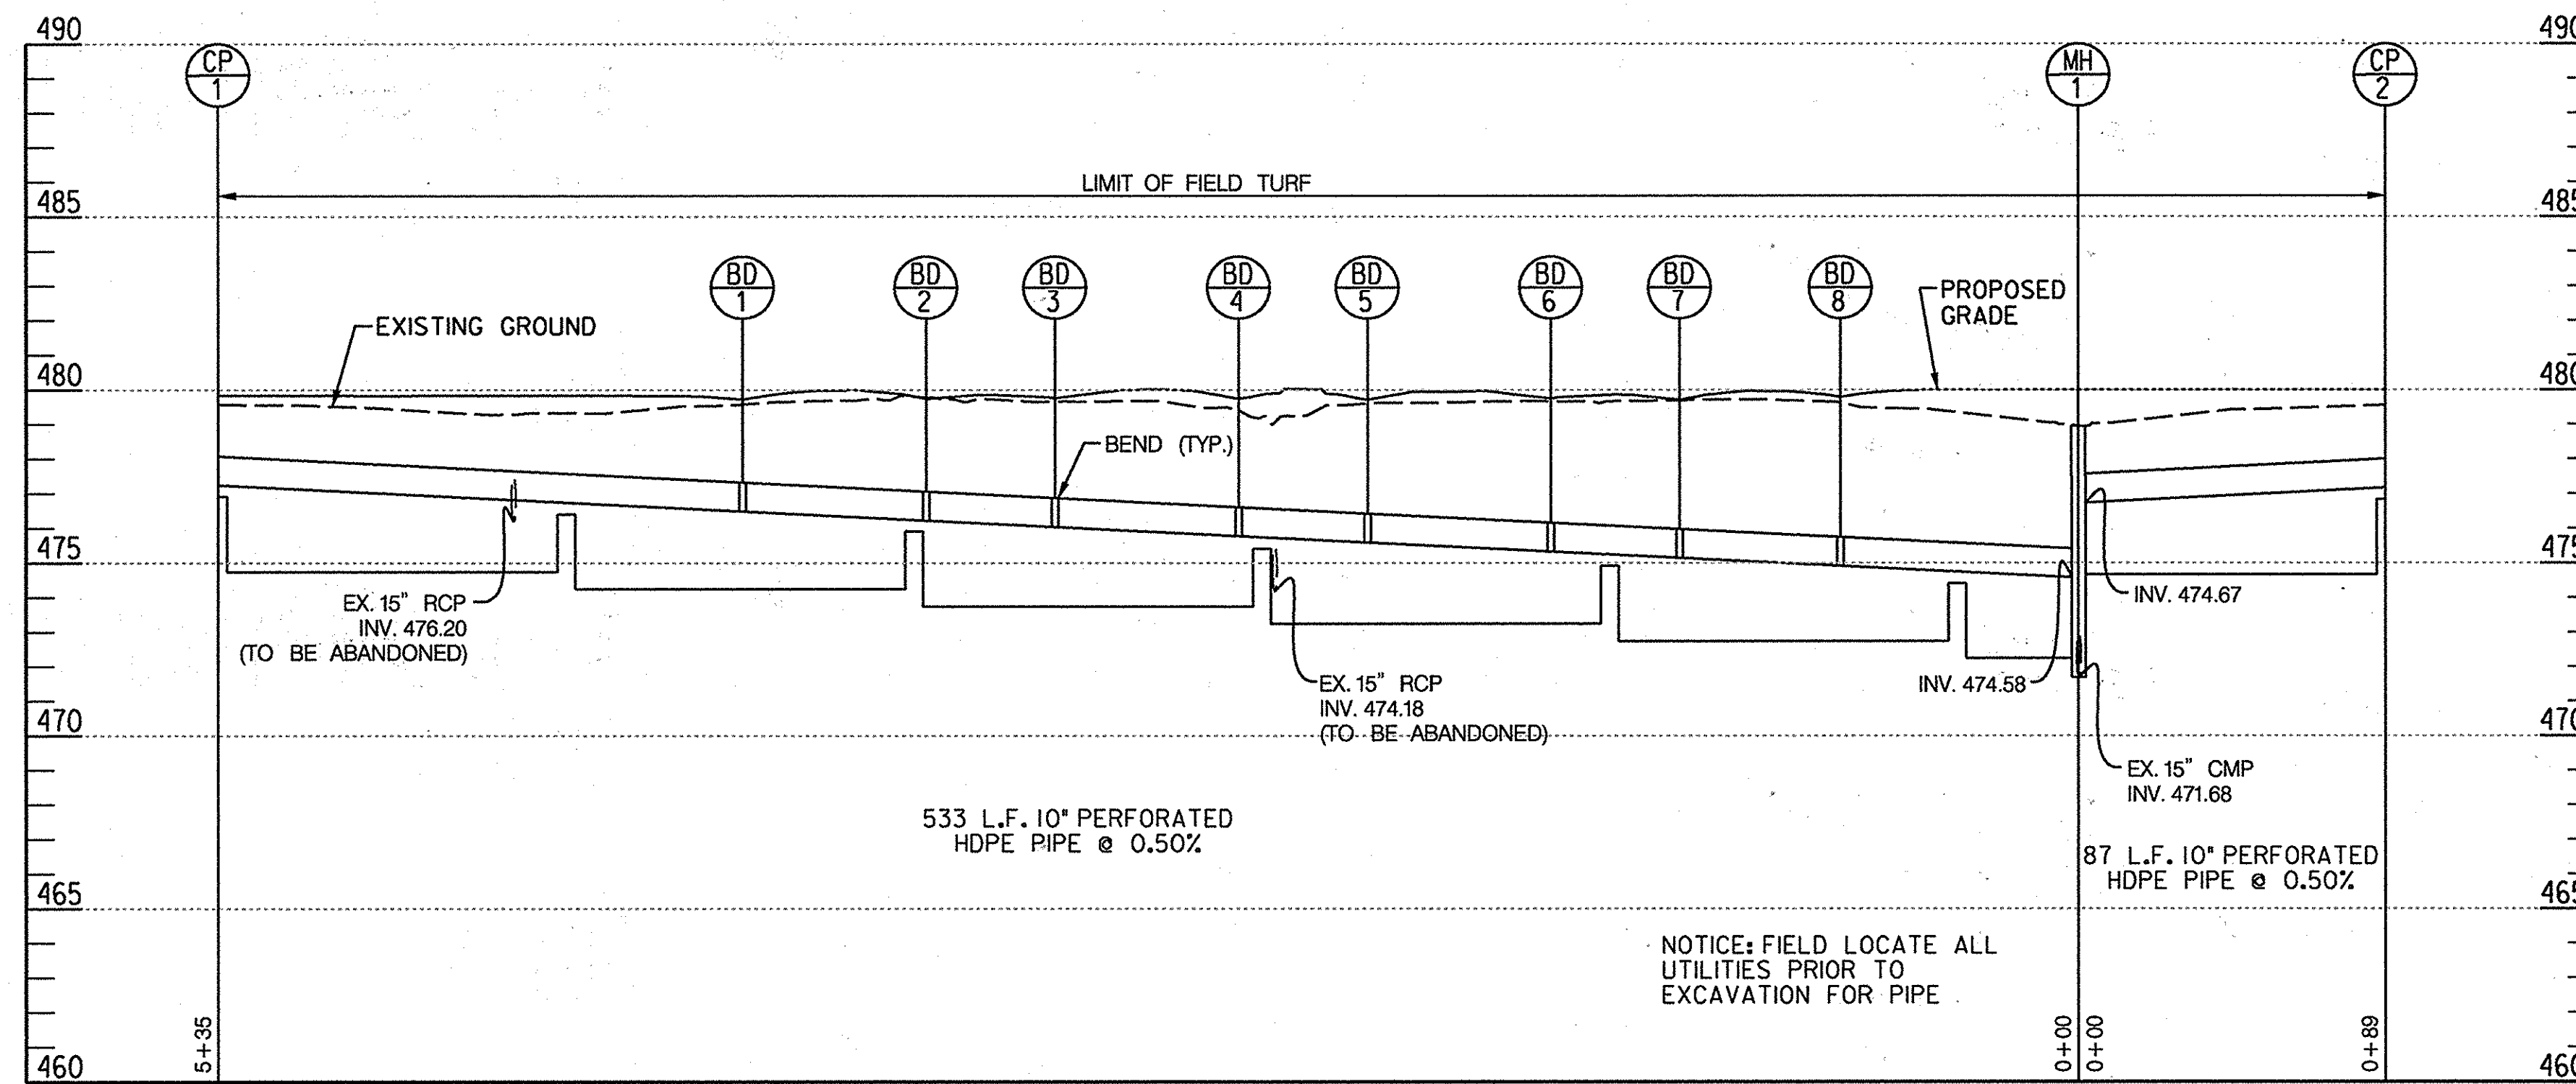 490
490
CP
1
MH
1
CP
2
LIMIT OF FIELD TURF
485
485
BD
1
BD
2
BD
3
BD
4
BD
5
BD
6
BD
7
BD
8
PROPOSED
GRADE
EXISTING GROUND
480
480
BEND (TYP.)
475
475
EX. 15" RCP
INV. 476.20
(TO BE ABANDONED)
INV. 474.67
EX. 15" RCP
INV. 474.18
(TO BE ABANDONED)
INV. 474.58
470
470
EX. 15" CMP
INV. 471.68
533 L.F. 10" PERFORATED
HDPE PIPE @ 0.50%
87 L.F. 10" PERFORATED
HDPE PIPE @ 0.50%
465
465
NOTICE: FIELD LOCATE ALL
UTILITIES PRIOR TO
EXCAVATION FOR PIPE
5+35
0+00
0+00
0+89
460
460